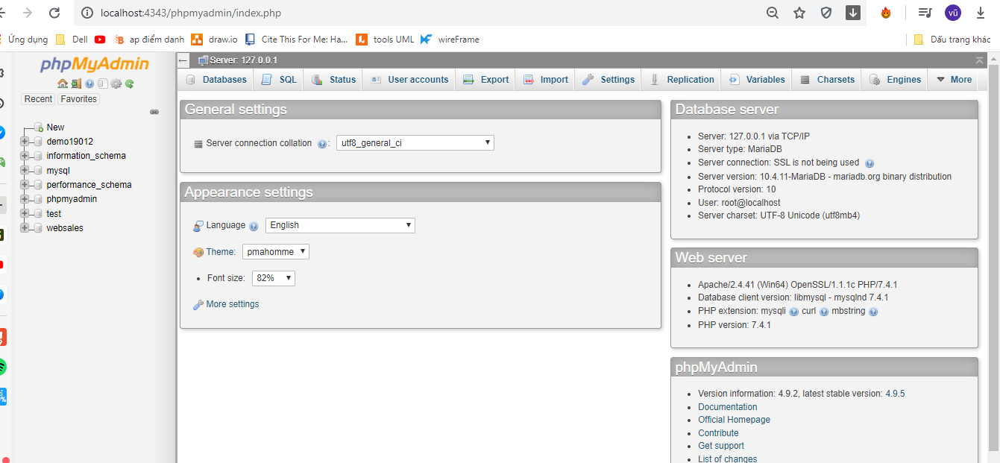 localhost:4343/phpmyadmin/index.php
vũ
Ứng dụng
Dell
ap điểm danh
draw.io
Cite This For Me: Ha...
tools UML
wireFrame
Dấu trang khác
phpMyAdmin
Recent
Favorites
New
demo19012
information_schema
mysql
performance_schema
phpmyadmin
test
websales
Server: 127.0.0.1
Databases
SQL
Status
User accounts
Export
Import
Settings
Replication
Variables
Charsets
Engines
More
General settings
Server connection collation :
utf8_general_ci
Appearance settings
Language
English
Theme:
pmahomme
Font size:
82%
More settings
Database server
Server: 127.0.0.1 via TCP/IP
Server type: MariaDB
Server connection: SSL is not being used
Server version: 10.4.11-MariaDB - mariadb.org binary distribution
Protocol version: 10
User: root@localhost
Server charset: UTF-8 Unicode (utf8mb4)
Web server
Apache/2.4.41 (Win64) OpenSSL/1.1.1c PHP/7.4.1
Database client version: libmysql - mysqlnd 7.4.1
PHP extension: mysqli curl mbstring
PHP version: 7.4.1
phpMyAdmin
Version information: 4.9.2, latest stable version: 4.9.5
Documentation
Official Homepage
Contribute
Get support
List of changes